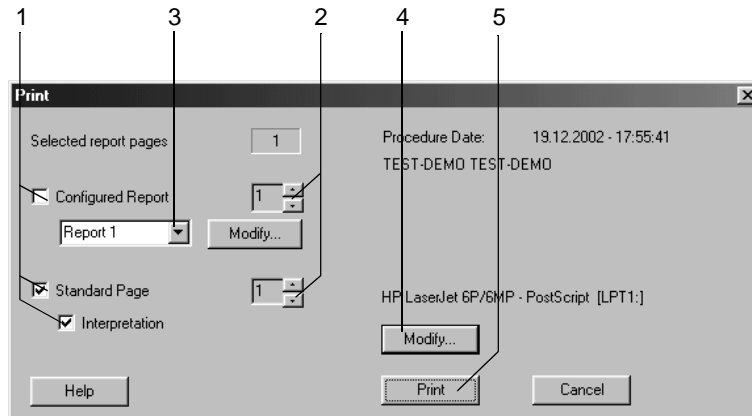 1 3 2 4 5
Print
Selected report pages 1
Procedure Date: 19.12.2002 - 17:55:41
TEST-DEMO TEST-DEMO
Configured Report 1
Report 1 Modify...
Standard Page 1
HP LaserJet 6P/6MP - PostScript [LPT1:]
Interpretation
Modify...
Help Print Cancel